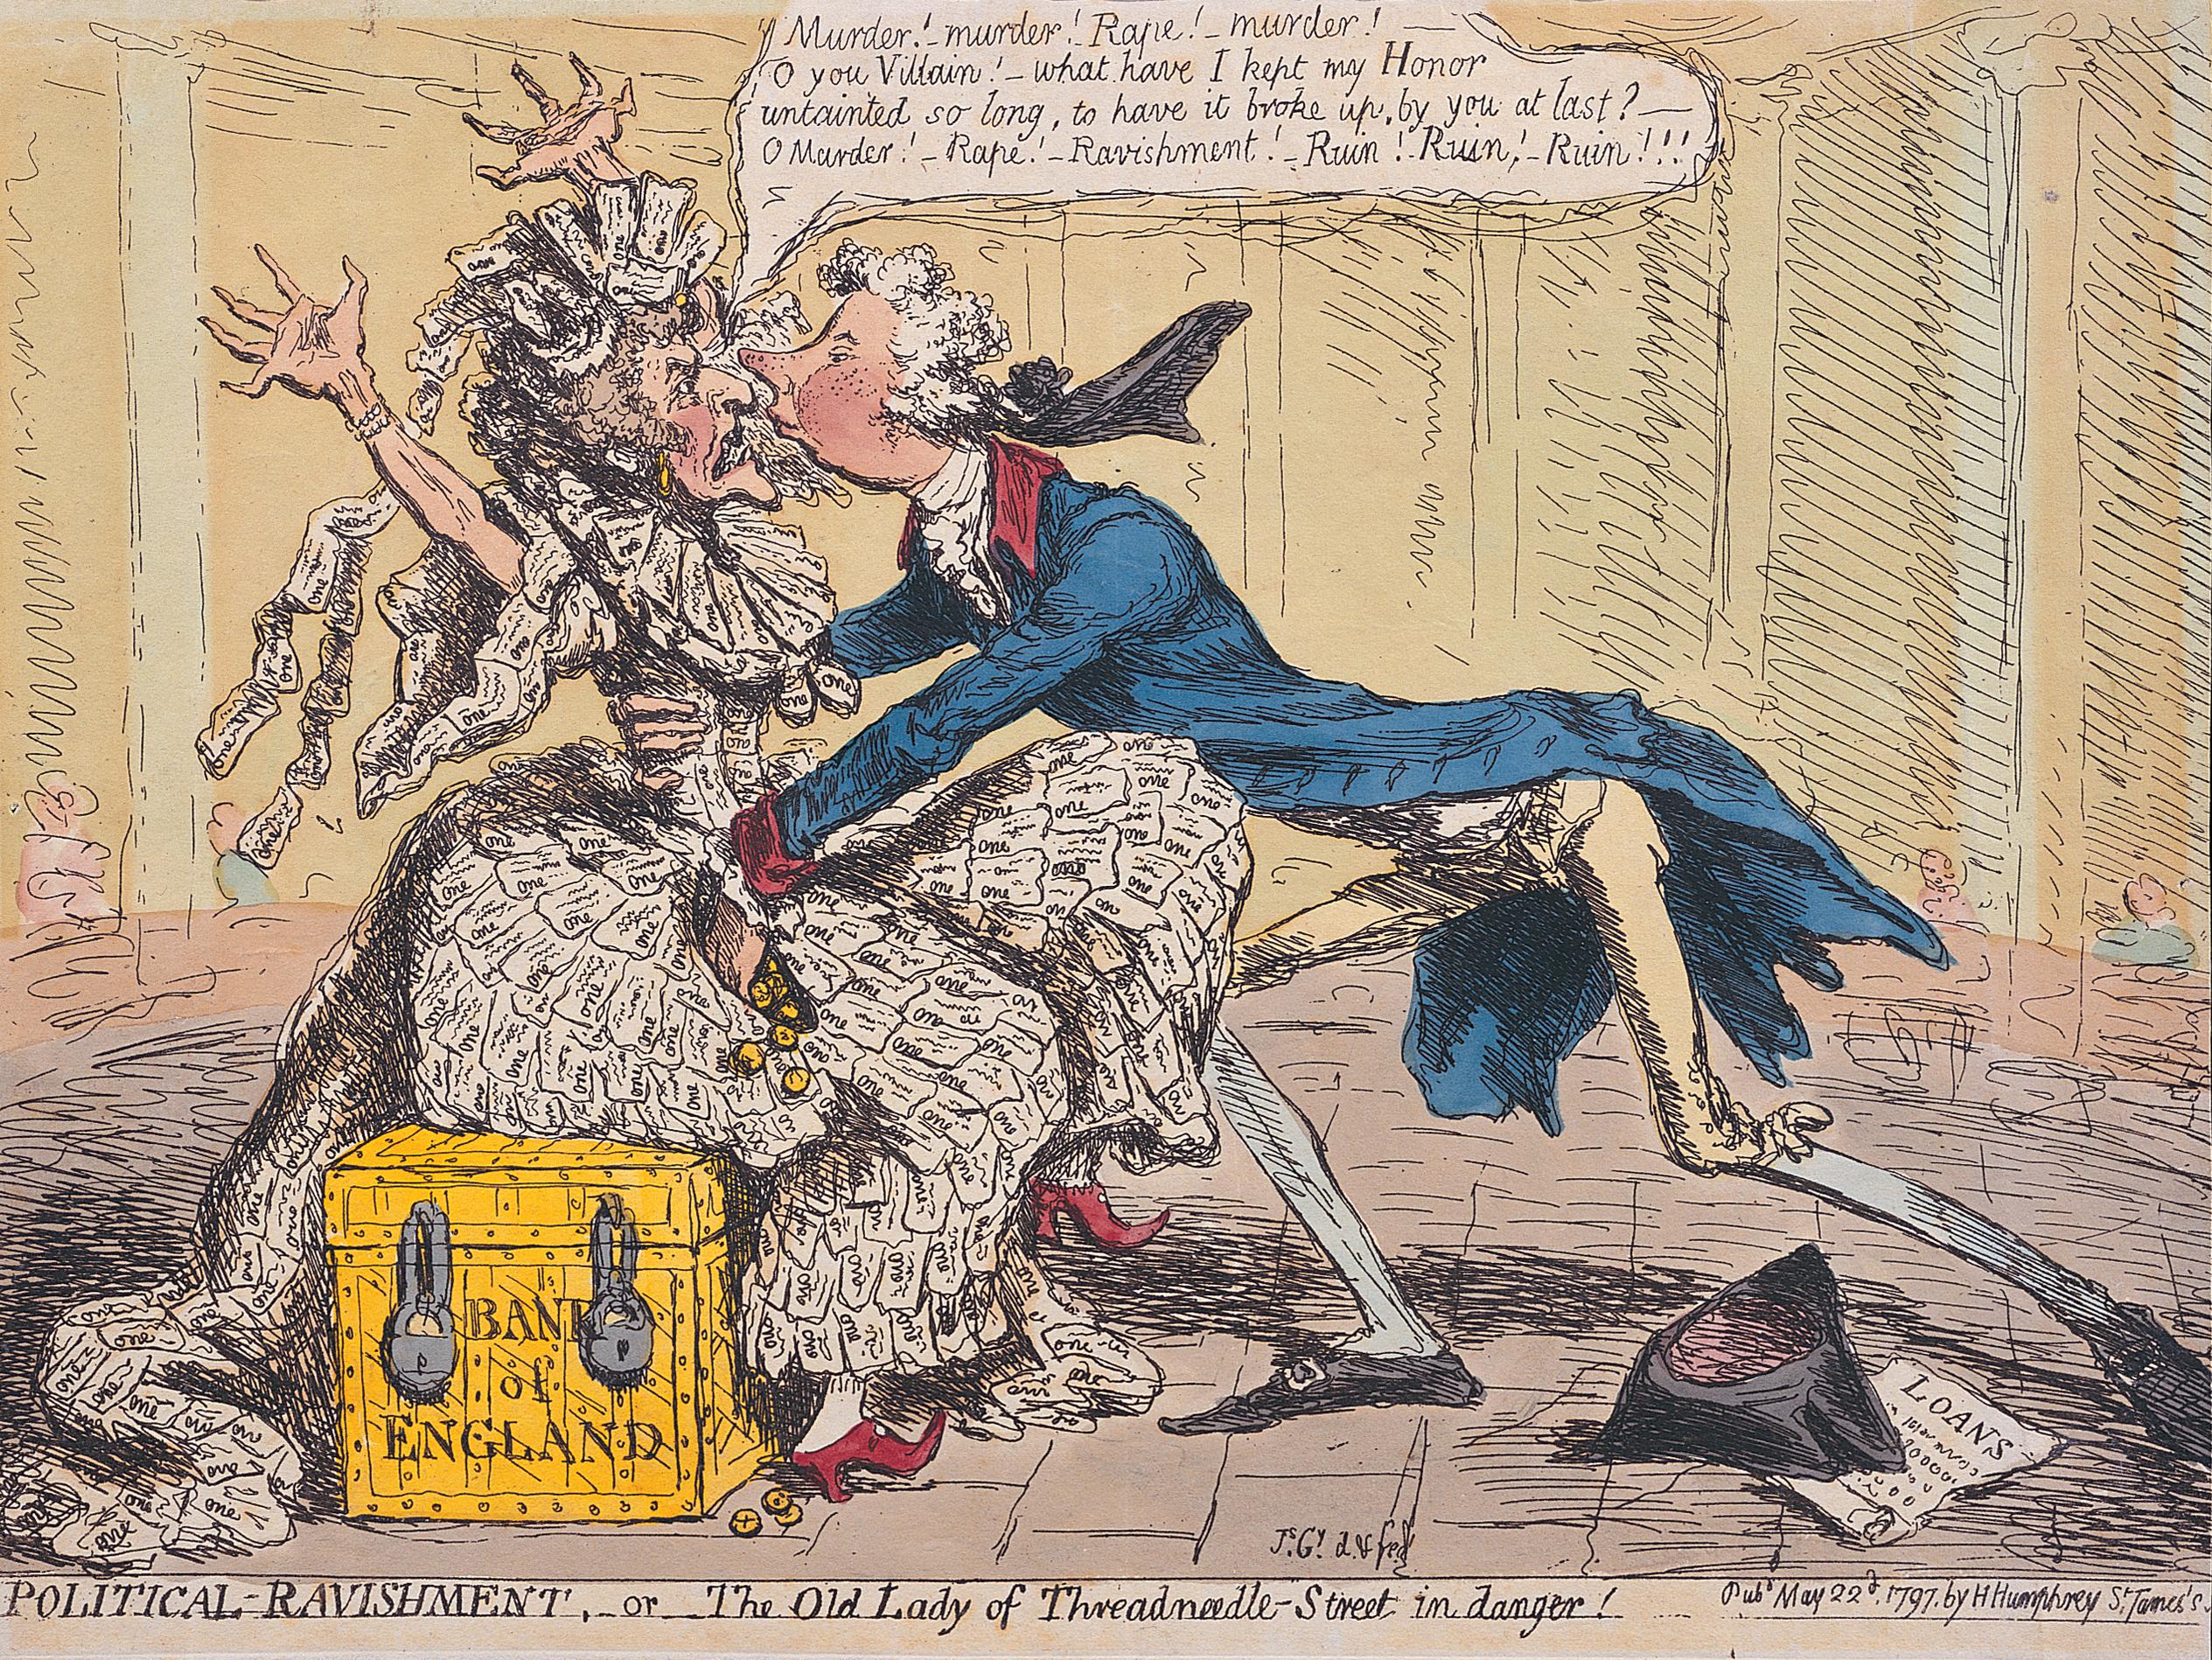 Murder! - murder! Rape! - murder! —
O you Villain! - what have I kept my Honor
untainted so long, to have it broke up, by you at last? —
O Murder! - Rape! - Ravishment! - Ruin! - Ruin! - Ruin!!!
BANK
of
ENGLAND
LOANS
Js. Gy. d. & fect
POLITICAL-RAVISHMENT, or The Old Lady of Threadneedle-Street in danger!
Pubd. May 22d. 1797. by H Humphrey St. James's